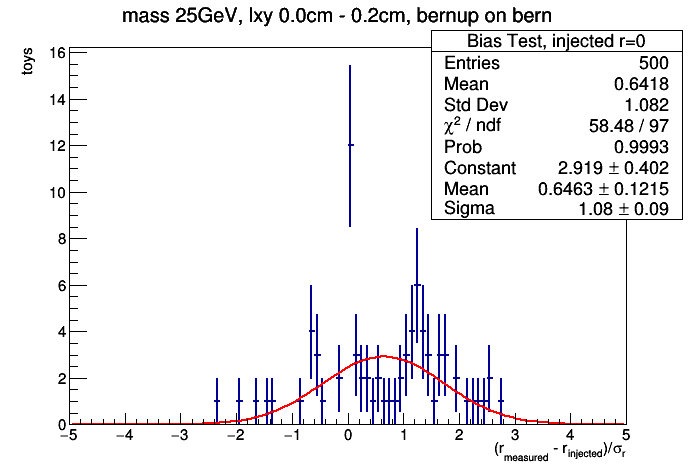 mass 25GeV, lxy 0.0cm - 0.2cm, bernup on bern
toys
Bias Test, injected r=0
Entries 500
Mean 0.6418
Std Dev 1.082
χ² / ndf 58.48 / 97
Prob 0.9993
Constant 2.919 ± 0.402
Mean 0.6463 ± 0.1215
Sigma 1.08 ± 0.09
16
14
12
10
8
6
4
2
0
−5 −4 −3 −2 −1 0 1 2 3 4 5
(r_measured - r_injected)/σ_r